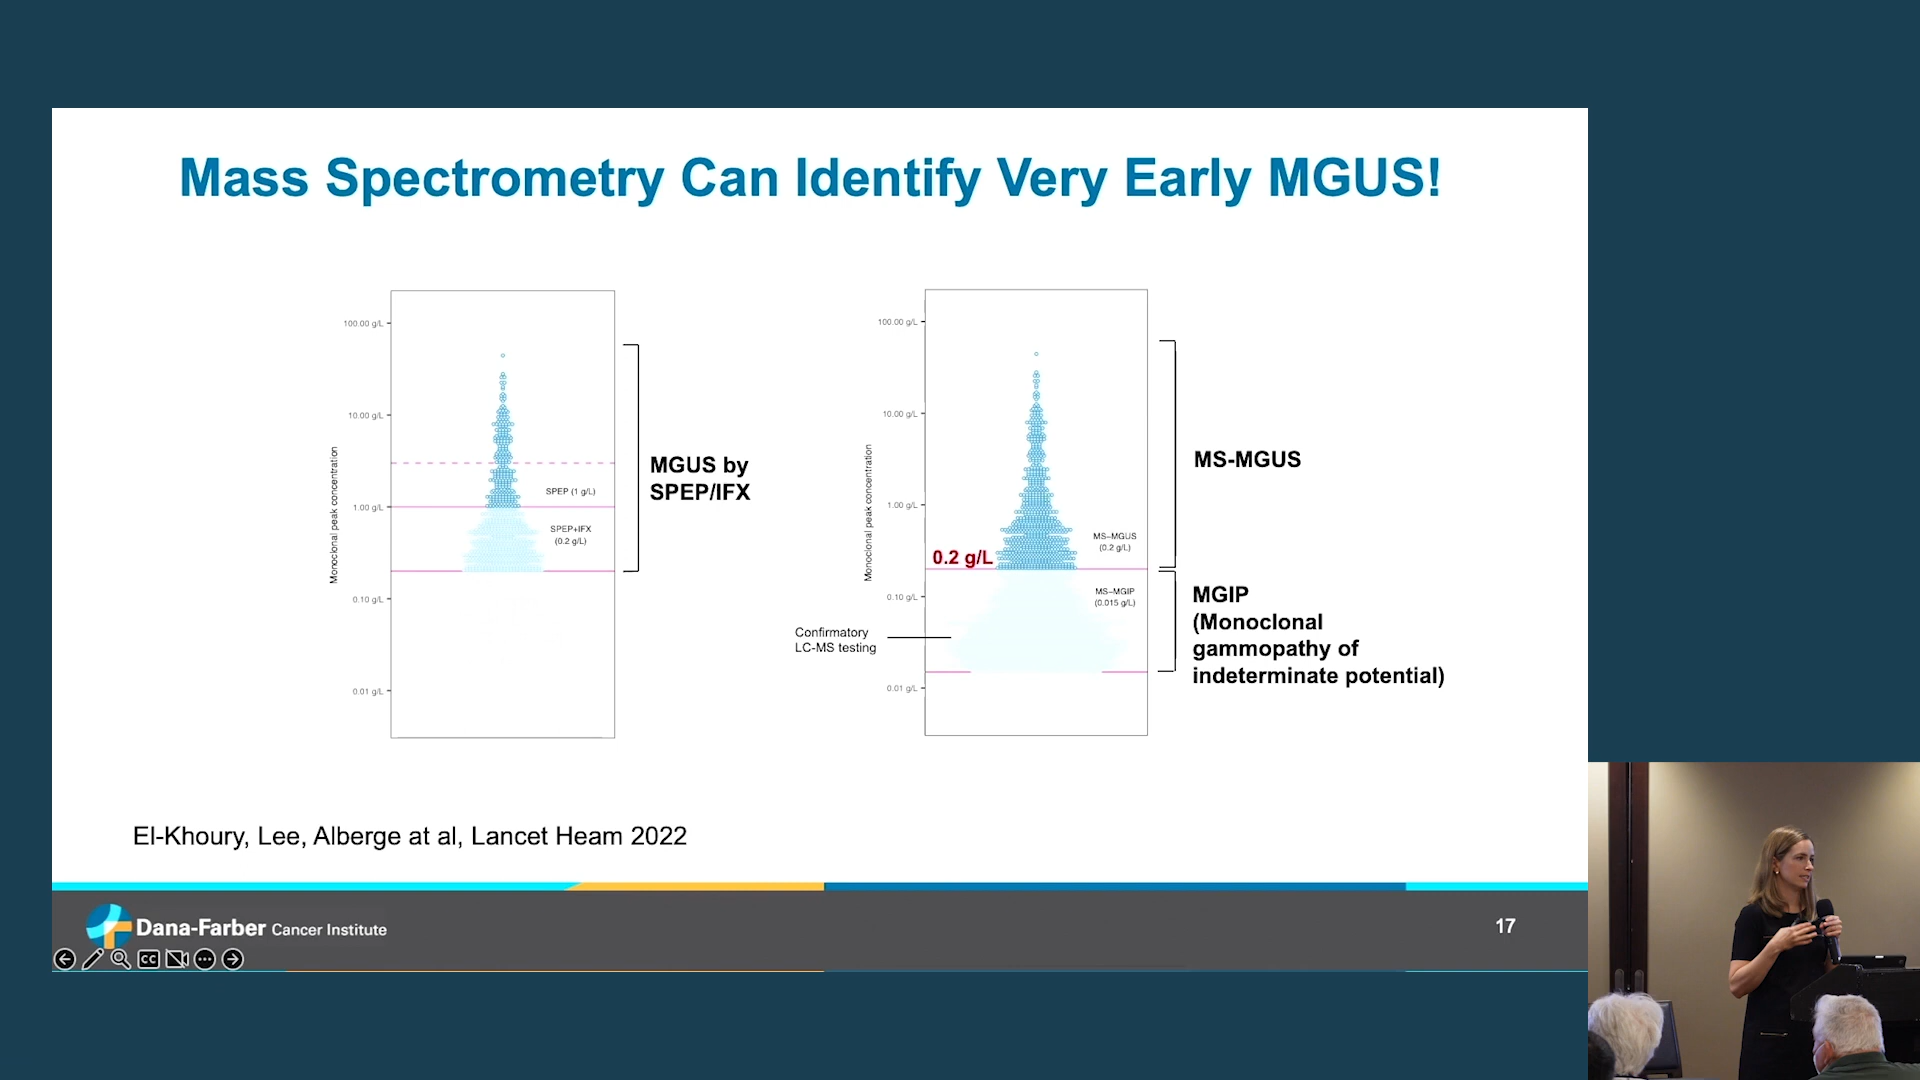 Mass Spectrometry Can Identify Very Early MGUS!
100.00 g/L
10.00 g/L
1.00 g/L
0.10 g/L
0.01 g/L
Monoclonal peak concentration
SPEP (1 g/L)
SPEP+IFX
(0.2 g/L)
MGUS by
SPEP/IFX
100.00 g/L
10.00 g/L
1.00 g/L
0.10 g/L
0.01 g/L
Monoclonal peak concentration
0.2 g/L
MS-MGUS
(0.2 g/L)
MS-MGIP
(0.015 g/L)
Confirmatory
LC-MS testing
MS-MGUS
MGIP
(Monoclonal
gammopathy of
indeterminate potential)
El-Khoury, Lee, Alberge at al, Lancet Heam 2022
Dana-Farber Cancer Institute
17
CC